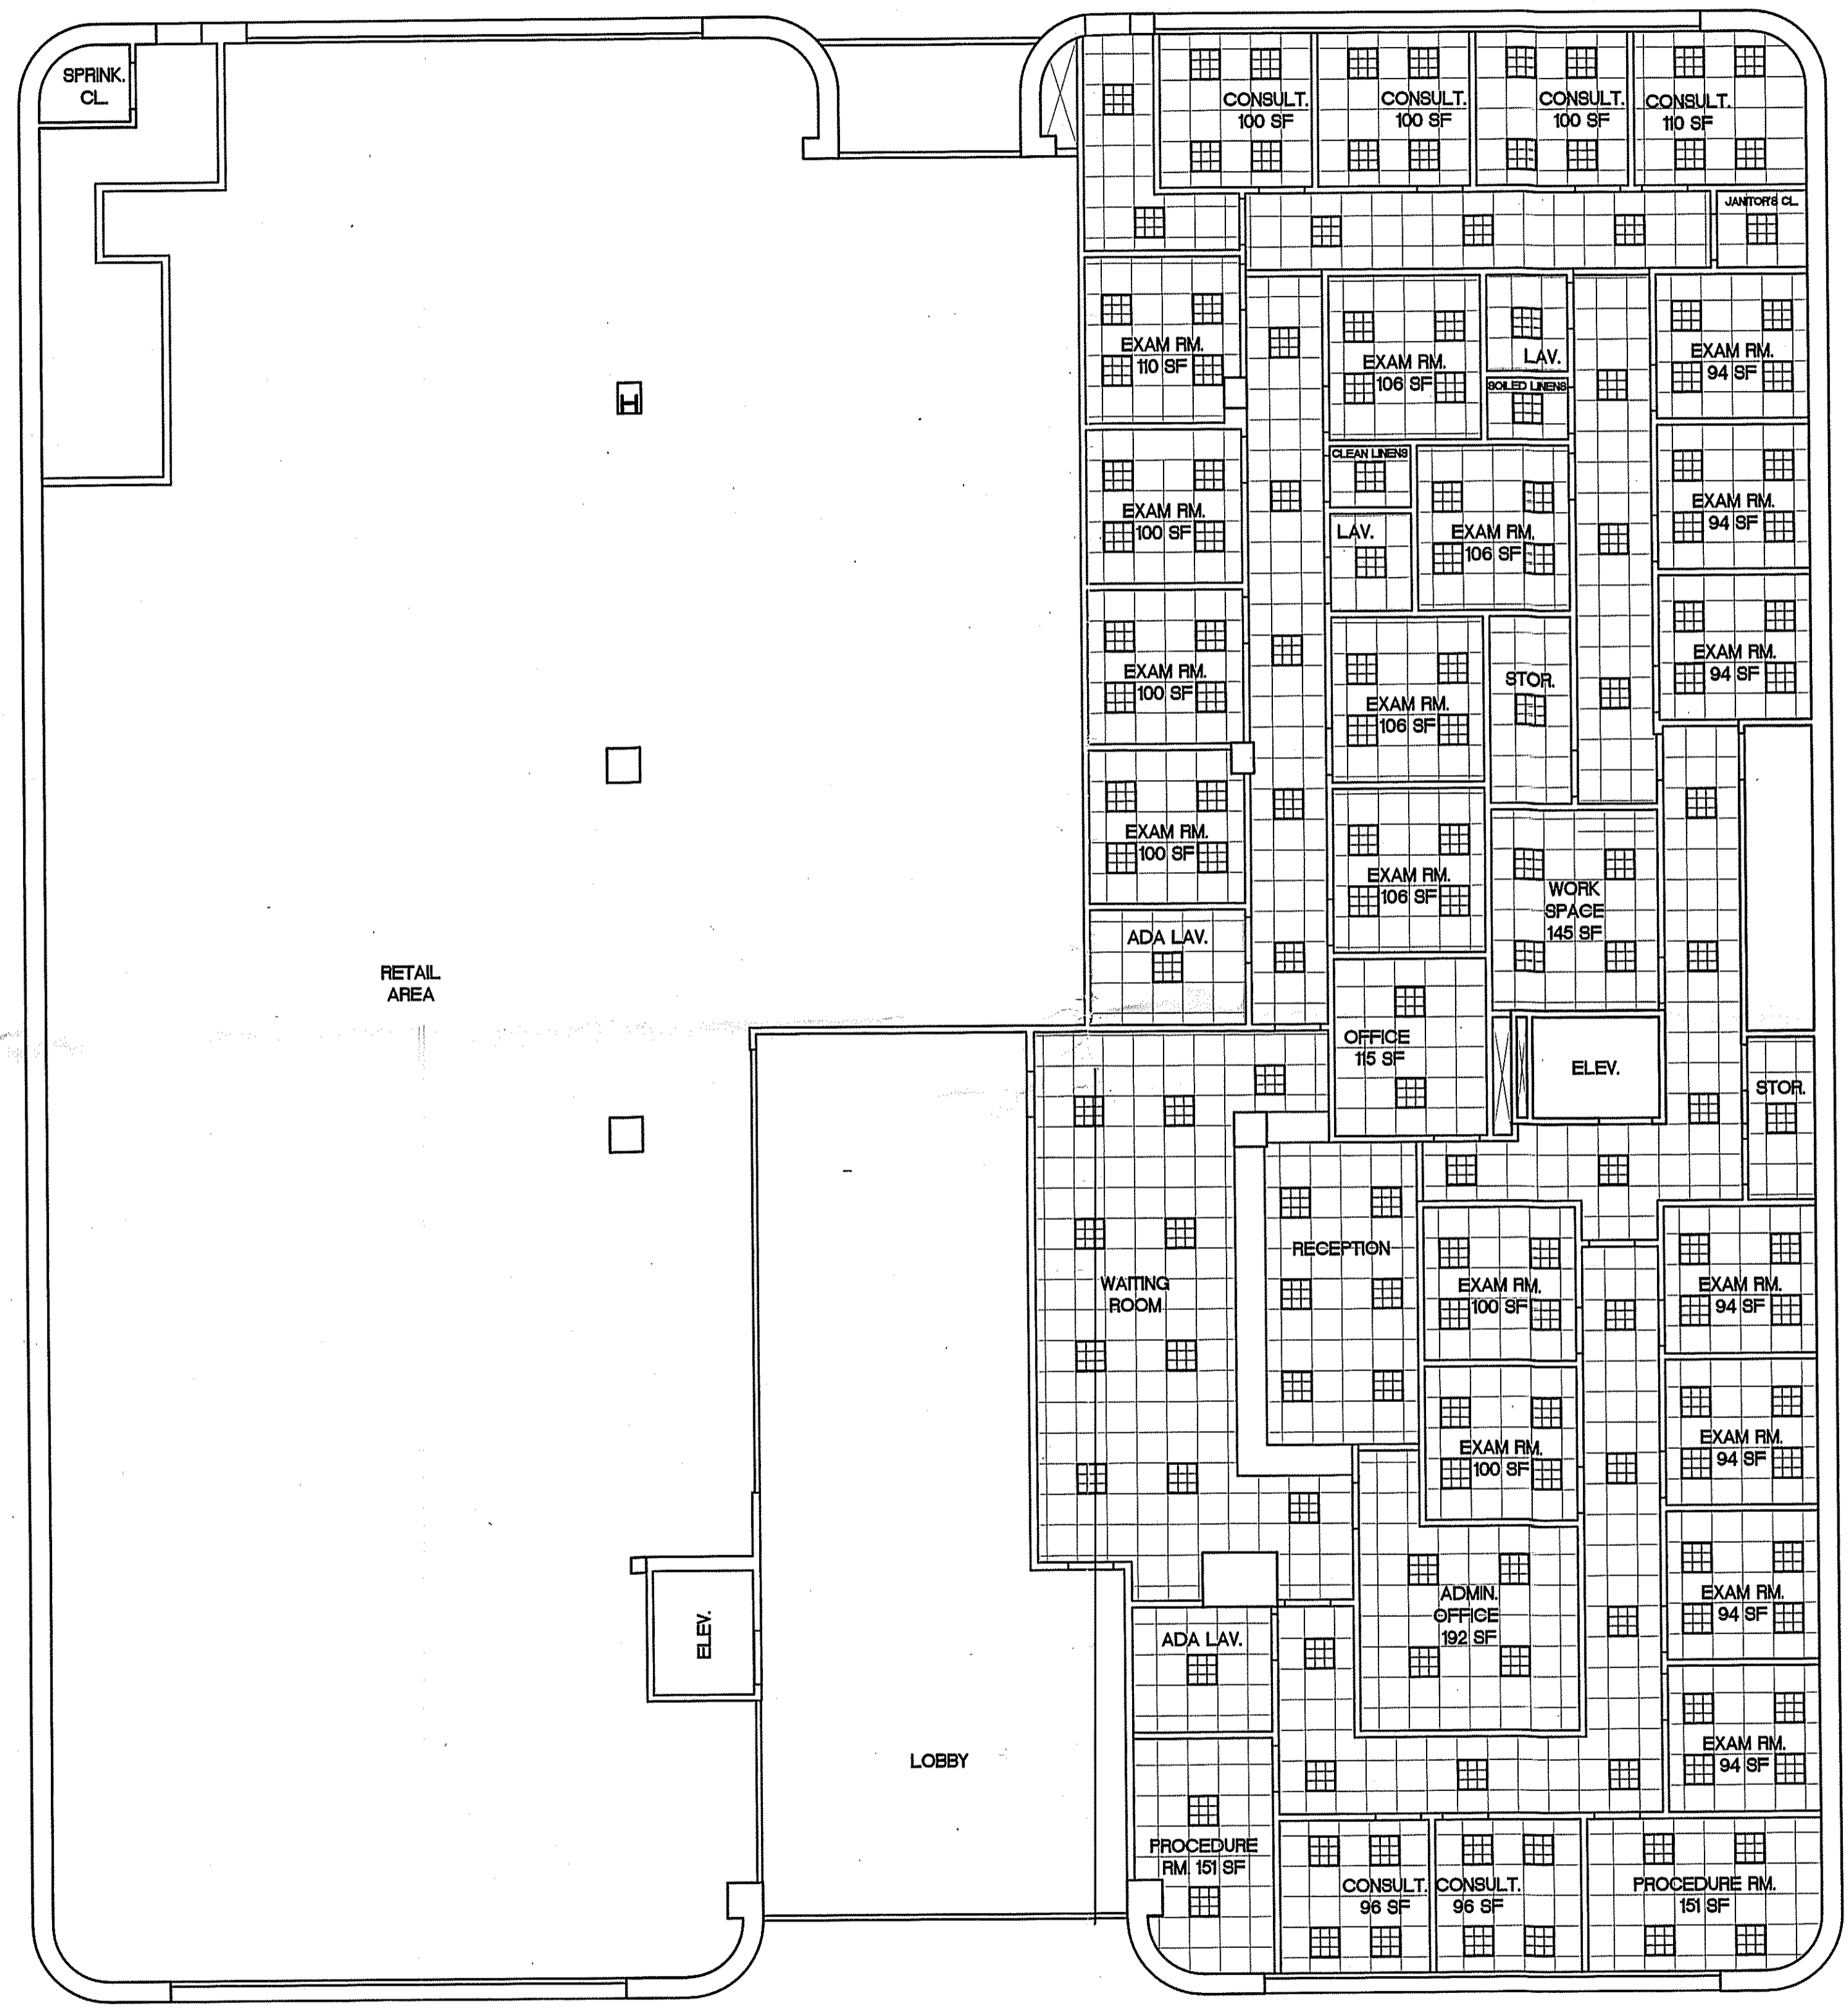 SPRINK.
CL.
CONSULT.
100 SF
CONSULT.
100 SF
CONSULT.
100 SF
CONSULT.
110 SF
JANITOR'S CL.
EXAM RM.
110 SF
EXAM RM.
106 SF
LAV.
SOILED LINENS
EXAM RM.
94 SF
H
CLEAN LINENS
LAV.
EXAM RM.
100 SF
EXAM RM.
106 SF
EXAM RM.
94 SF
EXAM RM.
100 SF
EXAM RM.
106 SF
STOR.
EXAM RM.
94 SF
EXAM RM.
100 SF
EXAM RM.
106 SF
WORK
SPACE
145 SF
ADA LAV.
RETAIL
AREA
OFFICE
115 SF
ELEV.
STOR.
WAITING
ROOM
RECEPTION
EXAM RM.
100 SF
EXAM RM.
94 SF
EXAM RM.
100 SF
EXAM RM.
94 SF
ELEV.
ADMIN.
OFFICE
192 SF
EXAM RM.
94 SF
ADA LAV.
LOBBY
EXAM RM.
94 SF
PROCEDURE
RM. 151 SF
CONSULT.
96 SF
CONSULT.
96 SF
PROCEDURE RM.
151 SF